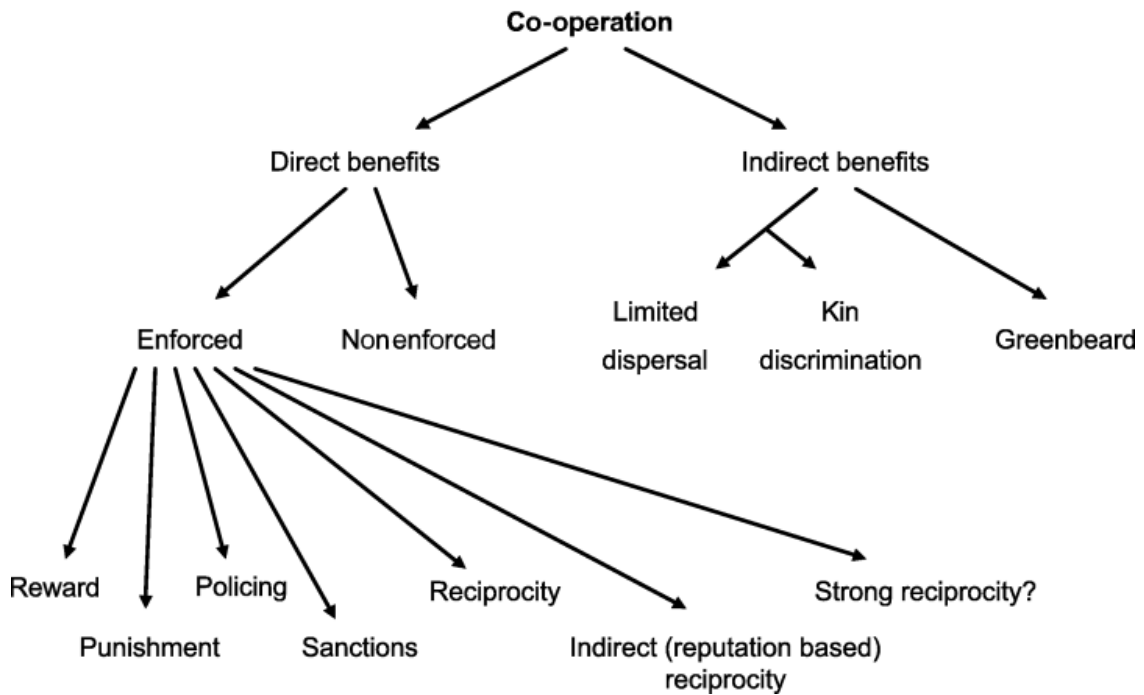 Co-operation
Direct benefits
Indirect benefits
Limited
dispersal
Kin
discrimination
Greenbeard
Enforced
Nonenforced
Reward
Punishment
Policing
Sanctions
Reciprocity
Indirect (reputation based)
reciprocity
Strong reciprocity?